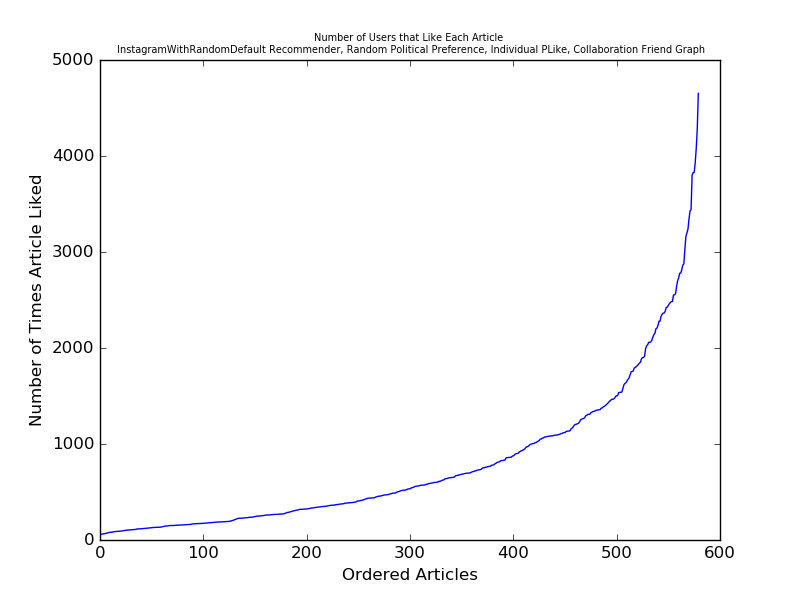 Number of Users that Like Each Article
InstagramWithRandomDefault Recommender, Random Political Preference, Individual PLike, Collaboration Friend Graph
5000
4000
3000
2000
1000
0
Number of Times Article Liked
0 100 200 300 400 500 600
Ordered Articles